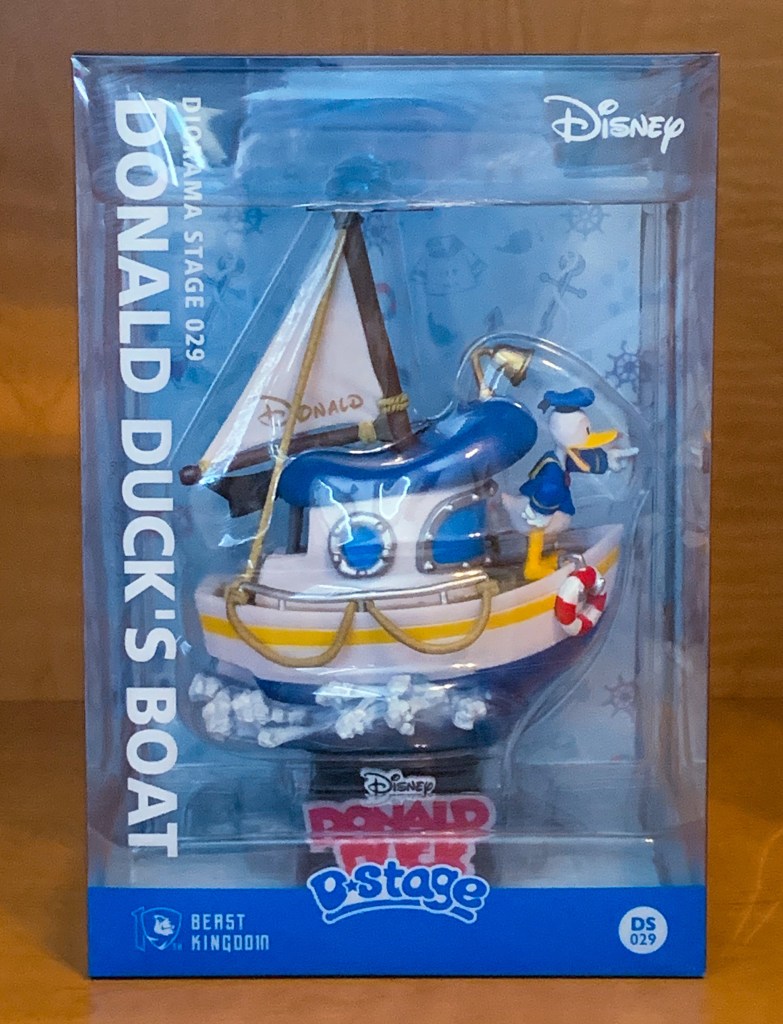 Disney
DIORAMA STAGE 029
DONALD DUCK'S BOAT
DONALD
Disney
DONALD
DUCK
D★stage
BEAST
KINGDOM
DS
029